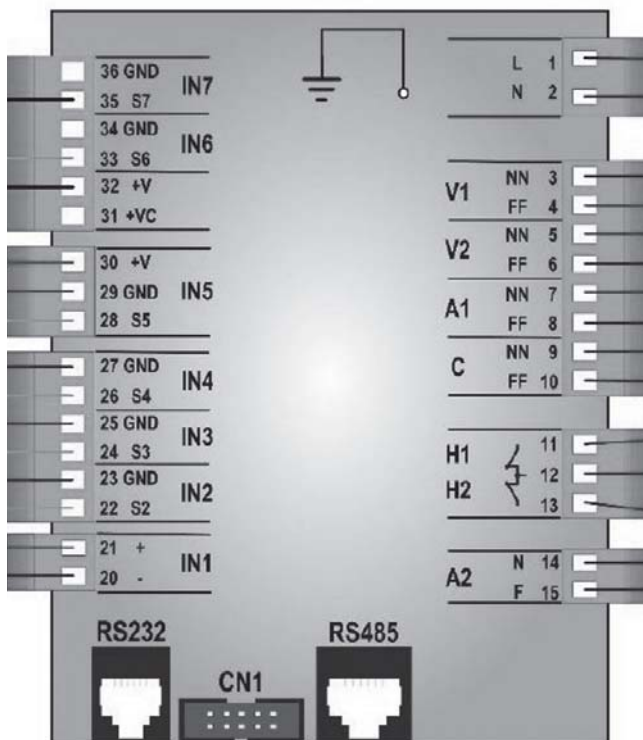 36 GND
35 S7
IN7
34 GND
33 S6
IN6
32 +V
31 +VC
30 +V
29 GND
28 S5
IN5
27 GND
26 S4
IN4
25 GND
24 S3
IN3
23 GND
22 S2
IN2
21 +
20 -
IN1
L 1
N 2
V1
NN 3
FF 4
V2
NN 5
FF 6
A1
NN 7
FF 8
C
NN 9
FF 10
H1
H2
11
12
13
A2
N 14
F 15
RS232
CN1
RS485